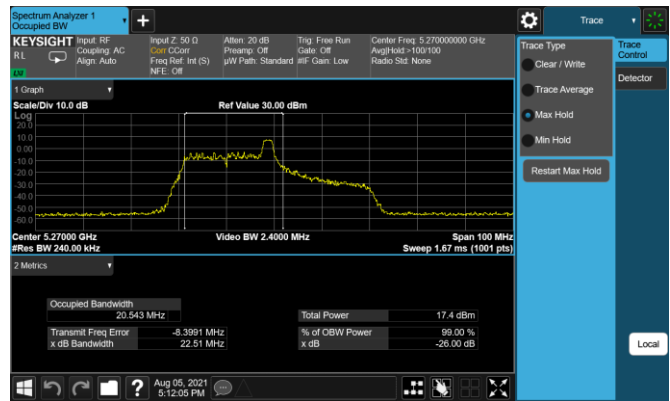 Spectrum Analyzer 1
Occupied BW
KEYSIGHT
R L
Input: RF
Coupling: AC
Align: Auto
Input Z: 50 Ω
Corr CCorr
Freq Ref: Int (S)
NFE: Off
Atten: 20 dB
Preamp: Off
µW Path: Standard
Trig: Free Run
Gate: Off
#IF Gain: Low
Center Freq: 5.270000000 GHz
Avg|Hold:>100/100
Radio Std: None
1 Graph
Scale/Div 10.0 dB
Ref Value 30.00 dBm
Log
20.0
10.0
0.00
-10.0
-20.0
-30.0
-40.0
-50.0
-60.0
Center 5.27000 GHz
#Res BW 240.00 kHz
Video BW 2.4000 MHz
Span 100 MHz
Sweep 1.67 ms (1001 pts)
2 Metrics
Occupied Bandwidth
20.543 MHz
Total Power 17.4 dBm
Transmit Freq Error -8.3991 MHz
% of OBW Power 99.00 %
x dB Bandwidth 22.51 MHz
x dB -26.00 dB
?
Aug 05, 2021
5:12:05 PM
Trace
Trace Type
Clear / Write
Trace Average
Max Hold
Min Hold
Restart Max Hold
Trace
Control
Detector
Local